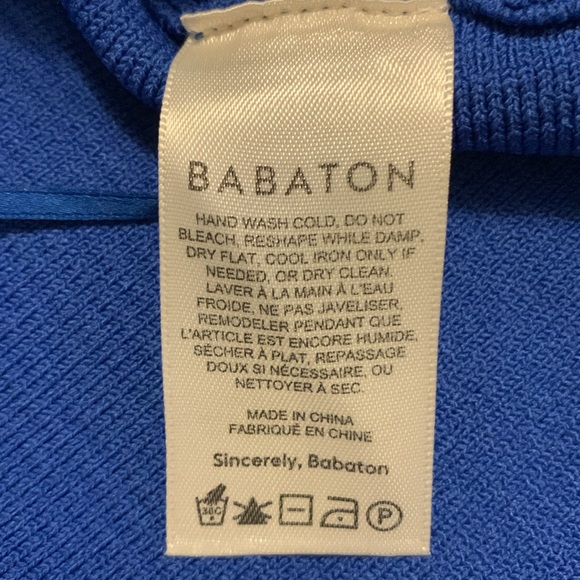 BABATON
HAND WASH COLD, DO NOT
BLEACH, RESHAPE WHILE DAMP.
DRY FLAT, COOL IRON ONLY IF
NEEDED, OR DRY CLEAN.
LAVER À LA MAIN À L'EAU
FROIDE, NE PAS JAVELISER,
REMODELER PENDANT QUE
L'ARTICLE EST ENCORE HUMIDE,
SÉCHER À PLAT, REPASSAGE
DOUX SI NÉCESSAIRE, OU
NETTOYER À SEC.
MADE IN CHINA
FABRIQUÉ EN CHINE
Sincerely, Babaton
30C P